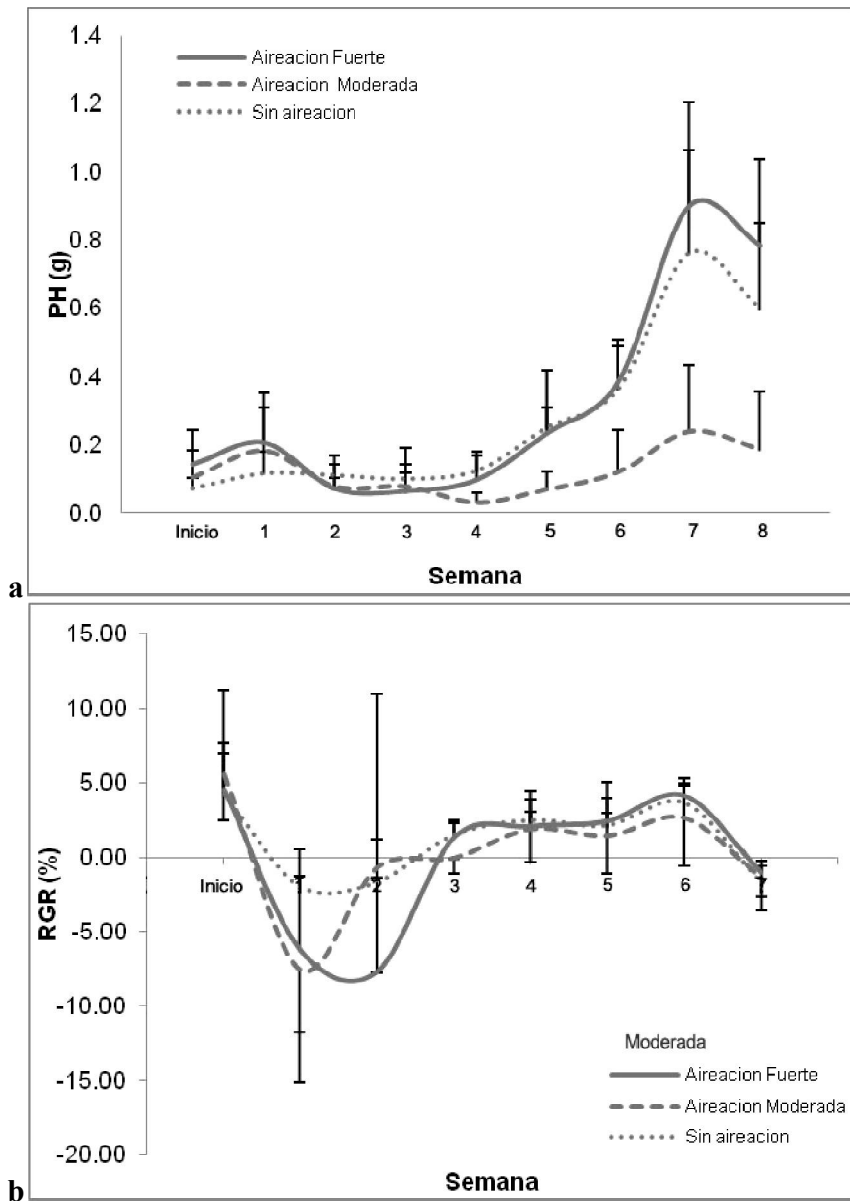 1.4
Aireacion Fuerte
Aireacion Moderada
Sin aireacion
1.2
1.0
0.8
PH (g)
0.6
0.4
0.2
0.0
Inicio 1 2 3 4 5 6 7 8
Semana
a
15.00
10.00
5.00
0.00
Inicio 1 2 3 4 5 6 7
RGR (%)
-5.00
-10.00
Moderada
Aireacion Fuerte
-15.00
Aireacion Moderada
Sin aireacion
-20.00
Semana
b